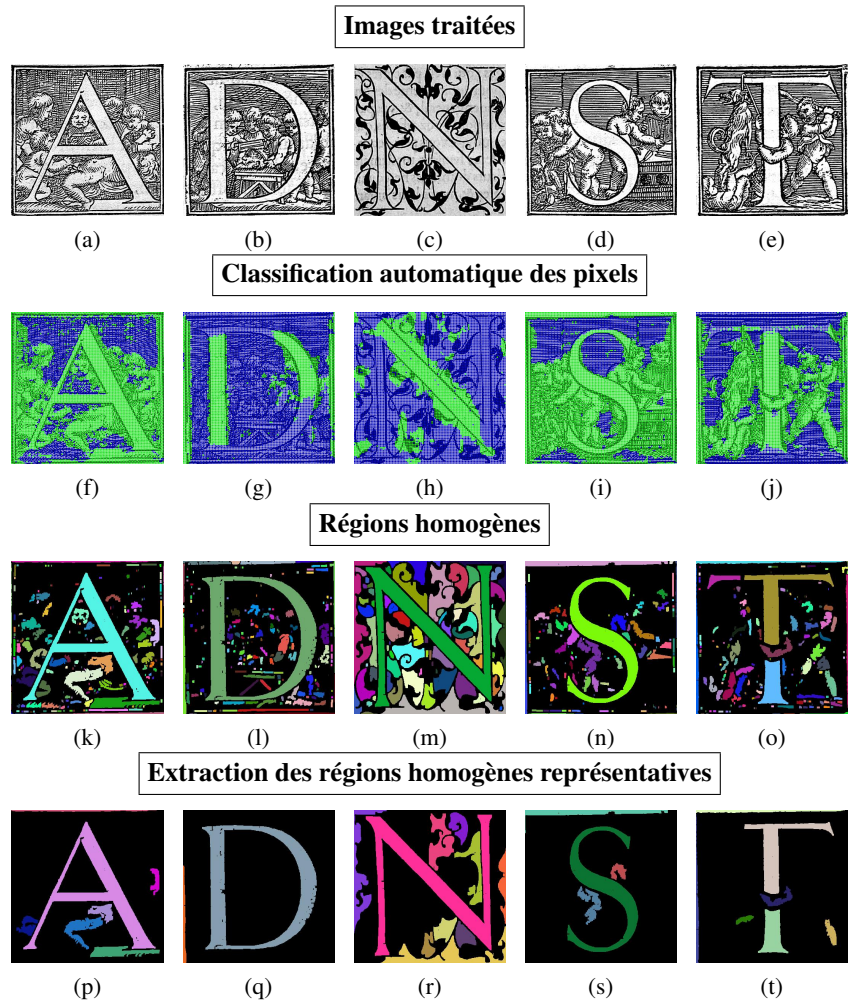 Images traitées
A D N S T
(a) (b) (c) (d) (e)
Classification automatique des pixels
A D N S T
(f) (g) (h) (i) (j)
Régions homogènes
A D N S T
(k) (l) (m) (n) (o)
Extraction des régions homogènes représentatives
A D N S T
(p) (q) (r) (s) (t)